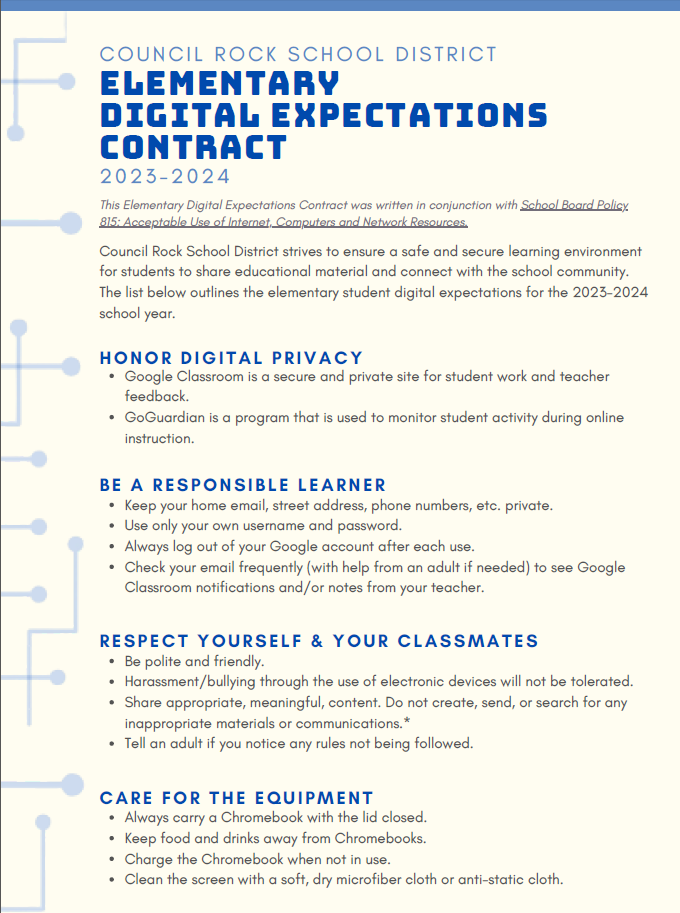 COUNCIL ROCK SCHOOL DISTRICT
ELEMENTARY
DIGITAL EXPECTATIONS
CONTRACT
2023-2024
This Elementary Digital Expectations Contract was written in conjunction with School Board Policy
815: Acceptable Use of Internet, Computers and Network Resources.
Council Rock School District strives to ensure a safe and secure learning environment
for students to share educational material and connect with the school community.
The list below outlines the elementary student digital expectations for the 2023-2024
school year.
HONOR DIGITAL PRIVACY
• Google Classroom is a secure and private site for student work and teacher
feedback.
• GoGuardian is a program that is used to monitor student activity during online
instruction.
BE A RESPONSIBLE LEARNER
• Keep your home email, street address, phone numbers, etc. private.
• Use only your own username and password.
• Always log out of your Google account after each use.
• Check your email frequently (with help from an adult if needed) to see Google
Classroom notifications and/or notes from your teacher.
RESPECT YOURSELF & YOUR CLASSMATES
• Be polite and friendly.
• Harassment/bullying through the use of electronic devices will not be tolerated.
• Share appropriate, meaningful, content. Do not create, send, or search for any
inappropriate materials or communications.*
• Tell an adult if you notice any rules not being followed.
CARE FOR THE EQUIPMENT
• Always carry a Chromebook with the lid closed.
• Keep food and drinks away from Chromebooks.
• Charge the Chromebook when not in use.
• Clean the screen with a soft, dry microfiber cloth or anti-static cloth.